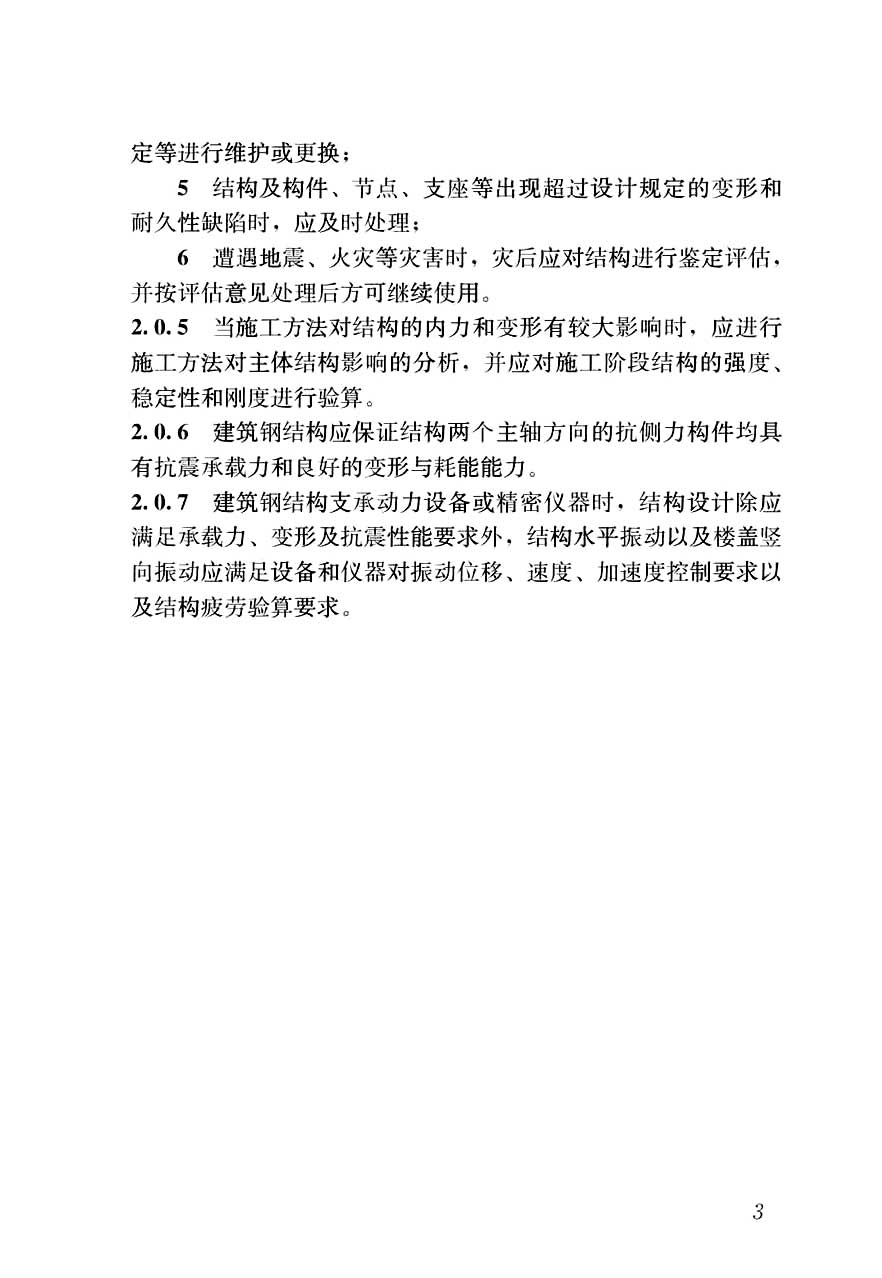 定等进行维护或更换；
5 结构及构件、节点、支座等出现超过设计规定的变形和
耐久性缺陷时，应及时处理；
6 遭遇地震、火灾等灾害时，灾后应对结构进行鉴定评估，
并按评估意见处理后方可继续使用。
2.0.5 当施工方法对结构的内力和变形有较大影响时，应进行
施工方法对主体结构影响的分析，并应对施工阶段结构的强度、
稳定性和刚度进行验算。
2.0.6 建筑钢结构应保证结构两个主轴方向的抗侧力构件均具
有抗震承载力和良好的变形与耗能能力。
2.0.7 建筑钢结构支承动力设备或精密仪器时，结构设计除应
满足承载力、变形及抗震性能要求外，结构水平振动以及楼盖竖
向振动应满足设备和仪器对振动位移、速度、加速度控制要求以
及结构疲劳验算要求。
3